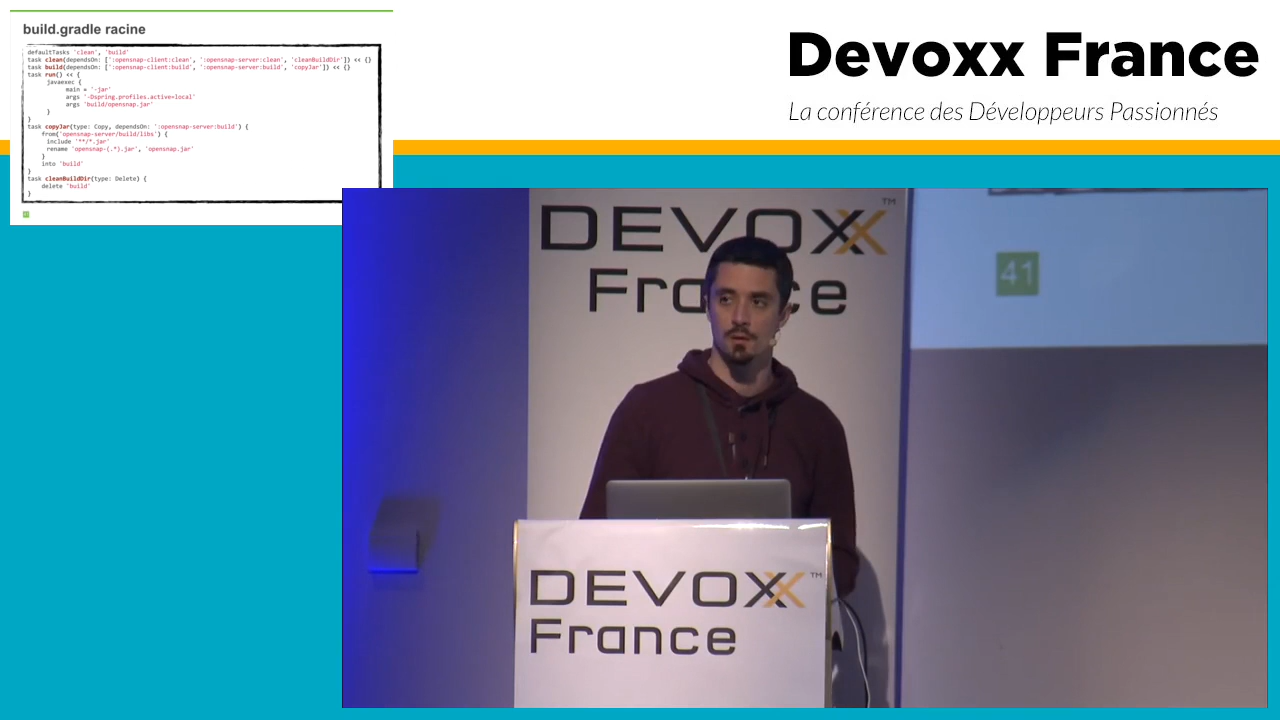 build.gradle racine
defaultTasks 'clean', 'build'
task clean(dependsOn: [':opensnap-client:clean', ':opensnap-server:clean', 'cleanBuildDir']) << {}
task build(dependsOn: [':opensnap-client:build', ':opensnap-server:build', 'copyJar']) << {}
task run() << {
javaexec {
main = '-jar'
args '-Dspring.profiles.active=local'
args 'build/opensnap.jar'
}
}
task copyJar(type: Copy, dependsOn: ':opensnap-server:build') {
from('opensnap-server/build/libs') {
include '**/*.jar'
rename 'opensnap-(.*).jar', 'opensnap.jar'
}
into 'build'
}
task cleanBuildDir(type: Delete) {
delete 'build'
}
41
Devoxx France
La conférence des Développeurs Passionnés
DEVOXX™
France
41
DEVOXX™
France